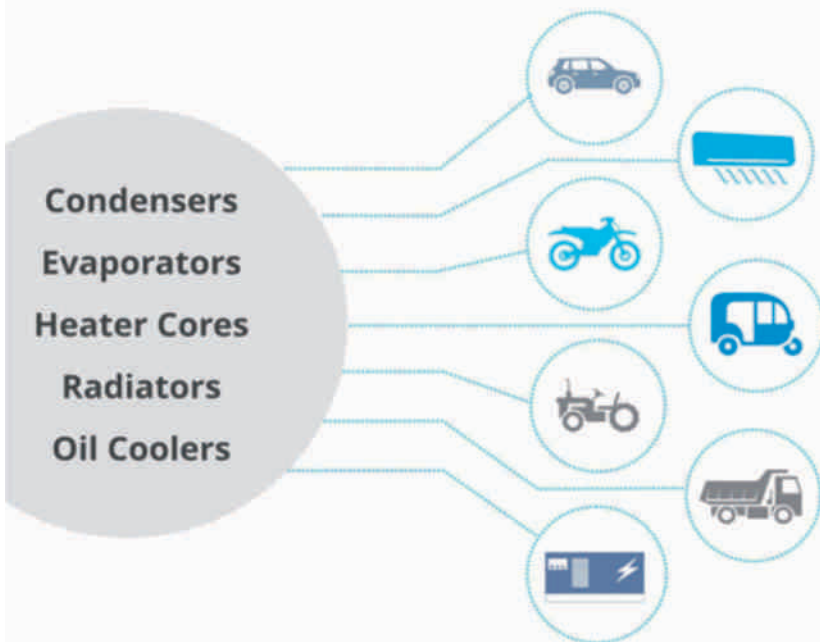 Condensers
Evaporators
Heater Cores
Radiators
Oil Coolers